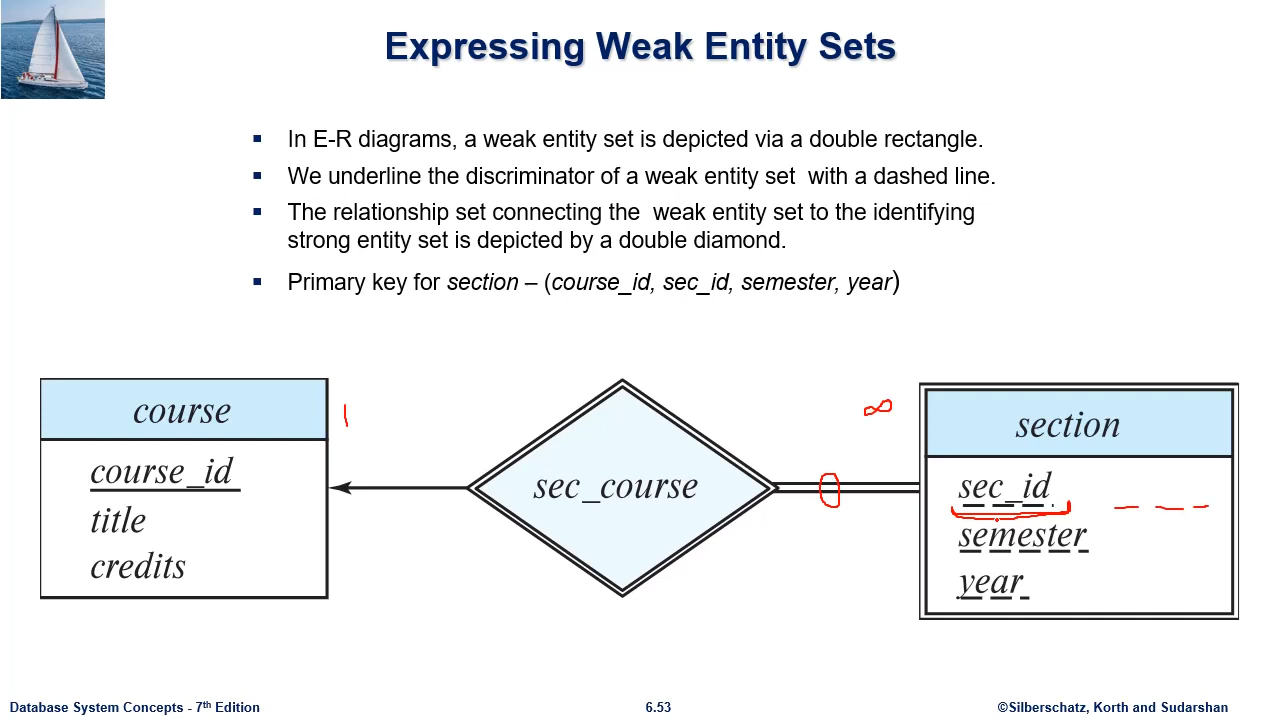 Expressing Weak Entity Sets
▪ In E-R diagrams, a weak entity set is depicted via a double rectangle.
▪ We underline the discriminator of a weak entity set with a dashed line.
▪ The relationship set connecting the weak entity set to the identifying
strong entity set is depicted by a double diamond.
▪ Primary key for section – (course_id, sec_id, semester, year)
course
course_id
title
credits
1
sec_course
∞
section
sec_id
semester
year
Database System Concepts - 7th Edition
6.53
©Silberschatz, Korth and Sudarshan